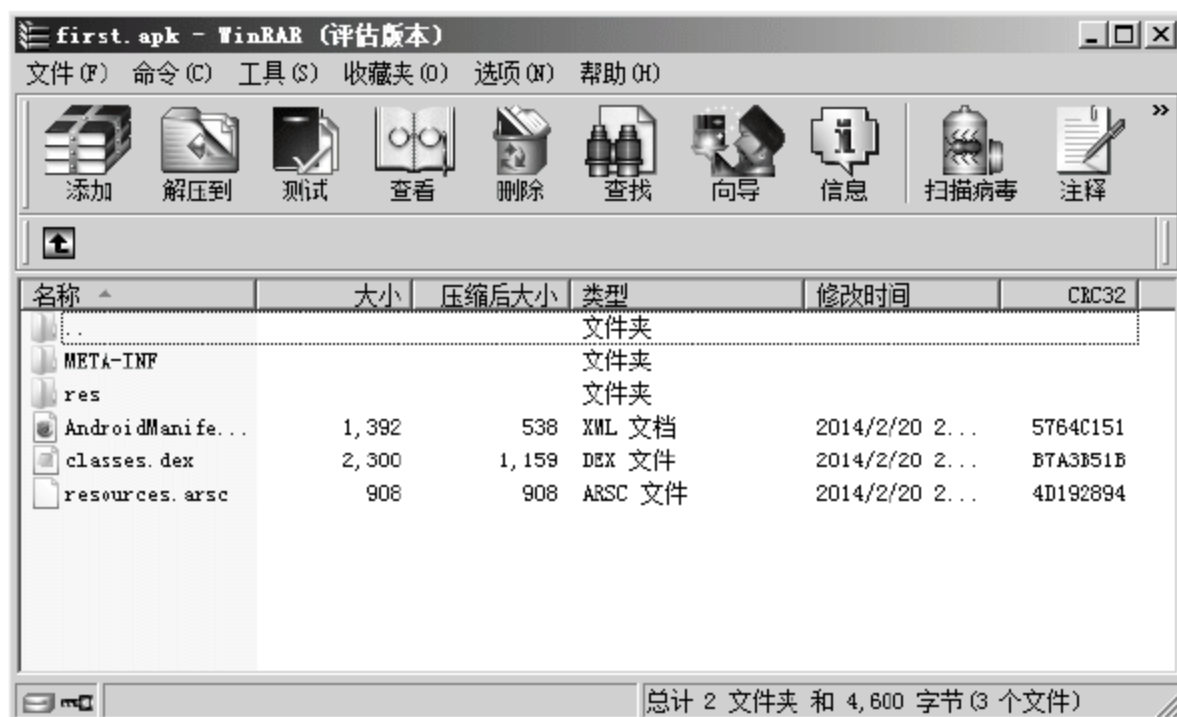 first.apk - WinRAR (评估版本)
文件(F) 命令(C) 工具(S) 收藏夹(O) 选项(N) 帮助(H)
添加 解压到 测试 查看 删除 查找 向导 信息 扫描病毒 注释 »
名称 大小 压缩后大小 类型 修改时间 CRC32
.. 文件夹
META-INF 文件夹
res 文件夹
AndroidManife... 1,392 538 XML 文档 2014/2/20 2... 5764C151
classes.dex 2,300 1,159 DEX 文件 2014/2/20 2... B7A3B51B
resources.arsc 908 908 ARSC 文件 2014/2/20 2... 4D192894
总计 2 文件夹 和 4,600 字节(3 个文件)